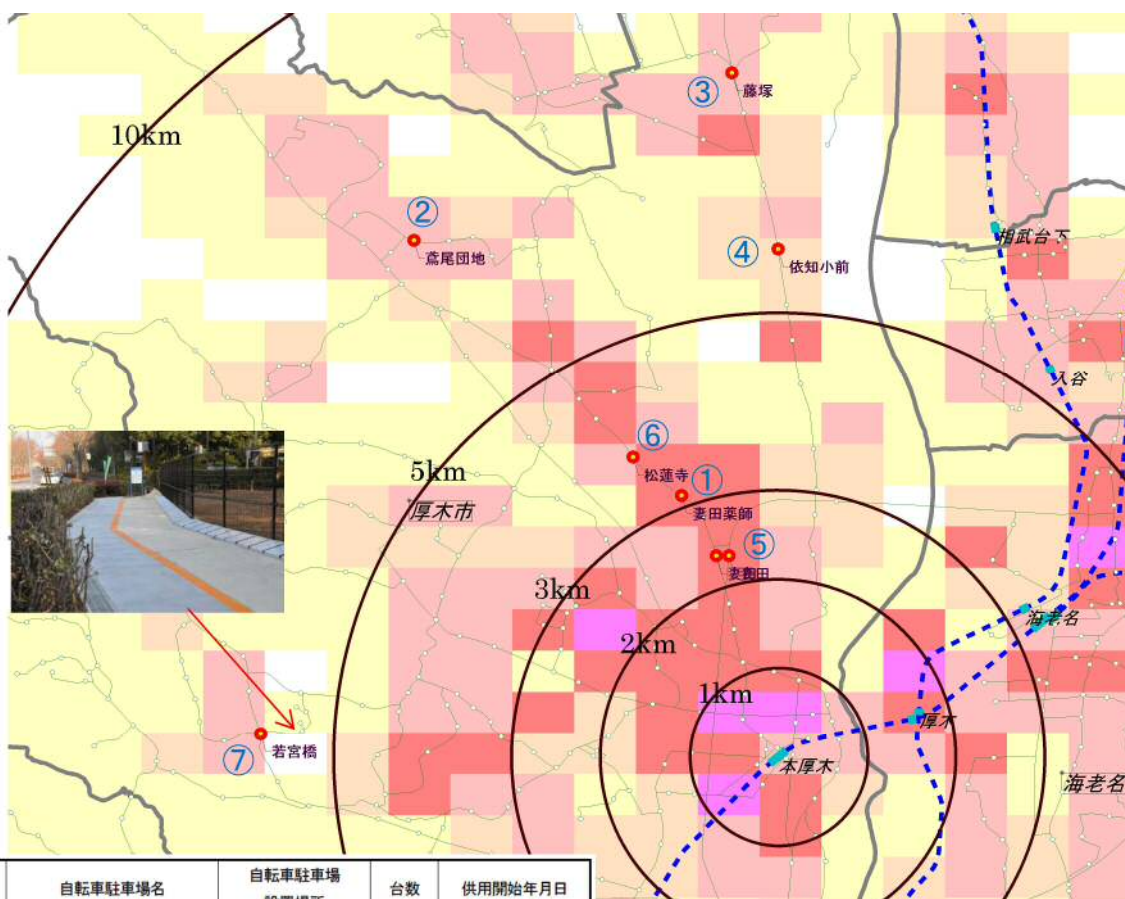 10km
③
藤塚
②
鳶尾団地
④
依知小前
相武台下
入谷
⑥
松蓮寺
①
妻田薬師
5km
厚木市
⑤
3km
海老名
2km
1km
厚木
若宮橋
⑦
本厚木
海老名
自転車駐車場名
自転車駐車場
台数
供用開始年月日